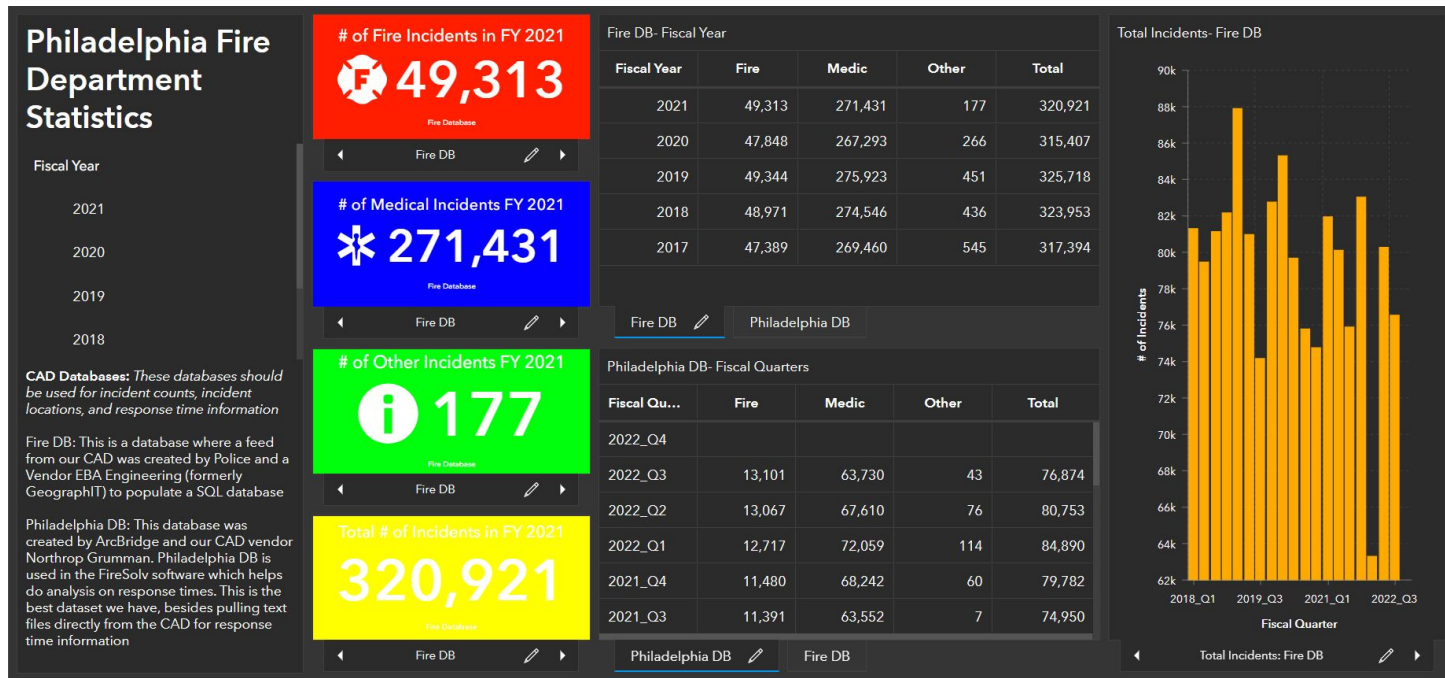 Philadelphia Fire
Department
Statistics
Fiscal Year
2021
2020
2019
2018
CAD Databases: These databases should
be used for incident counts, incident
locations, and response time information
Fire DB: This is a database where a feed
from our CAD was created by Police and a
Vendor EBA Engineering (formerly
GeographIT) to populate a SQL database
Philadelphia DB: This database was
created by ArcBridge and our CAD vendor
Northrop Grumman. Philadelphia DB is
used in the FireSolv software which helps
do analysis on response times. This is the
best dataset we have, besides pulling text
files directly from the CAD for response
time information
# of Fire Incidents in FY 2021
F 49,313
Fire Database
Fire DB
# of Medical Incidents FY 2021
271,431
Fire Database
Fire DB
# of Other Incidents FY 2021
i 177
Fire Database
Fire DB
Total # of Incidents in FY 2021
320,921
Fire Database
Fire DB
Fire DB- Fiscal Year
Fiscal Year Fire Medic Other Total
2021 49,313 271,431 177 320,921
2020 47,848 267,293 266 315,407
2019 49,344 275,923 451 325,718
2018 48,971 274,546 436 323,953
2017 47,389 269,460 545 317,394
Fire DB Philadelphia DB
Philadelphia DB- Fiscal Quarters
Fiscal Qu... Fire Medic Other Total
2022_Q4
2022_Q3 13,101 63,730 43 76,874
2022_Q2 13,067 67,610 76 80,753
2022_Q1 12,717 72,059 114 84,890
2021_Q4 11,480 68,242 60 79,782
2021_Q3 11,391 63,552 7 74,950
Philadelphia DB Fire DB
Total Incidents- Fire DB
# of Incidents
90k
88k
86k
84k
82k
80k
78k
76k
74k
72k
70k
68k
66k
64k
62k
2018_Q1 2019_Q3 2021_Q1 2022_Q3
Fiscal Quarter
Total Incidents: Fire DB